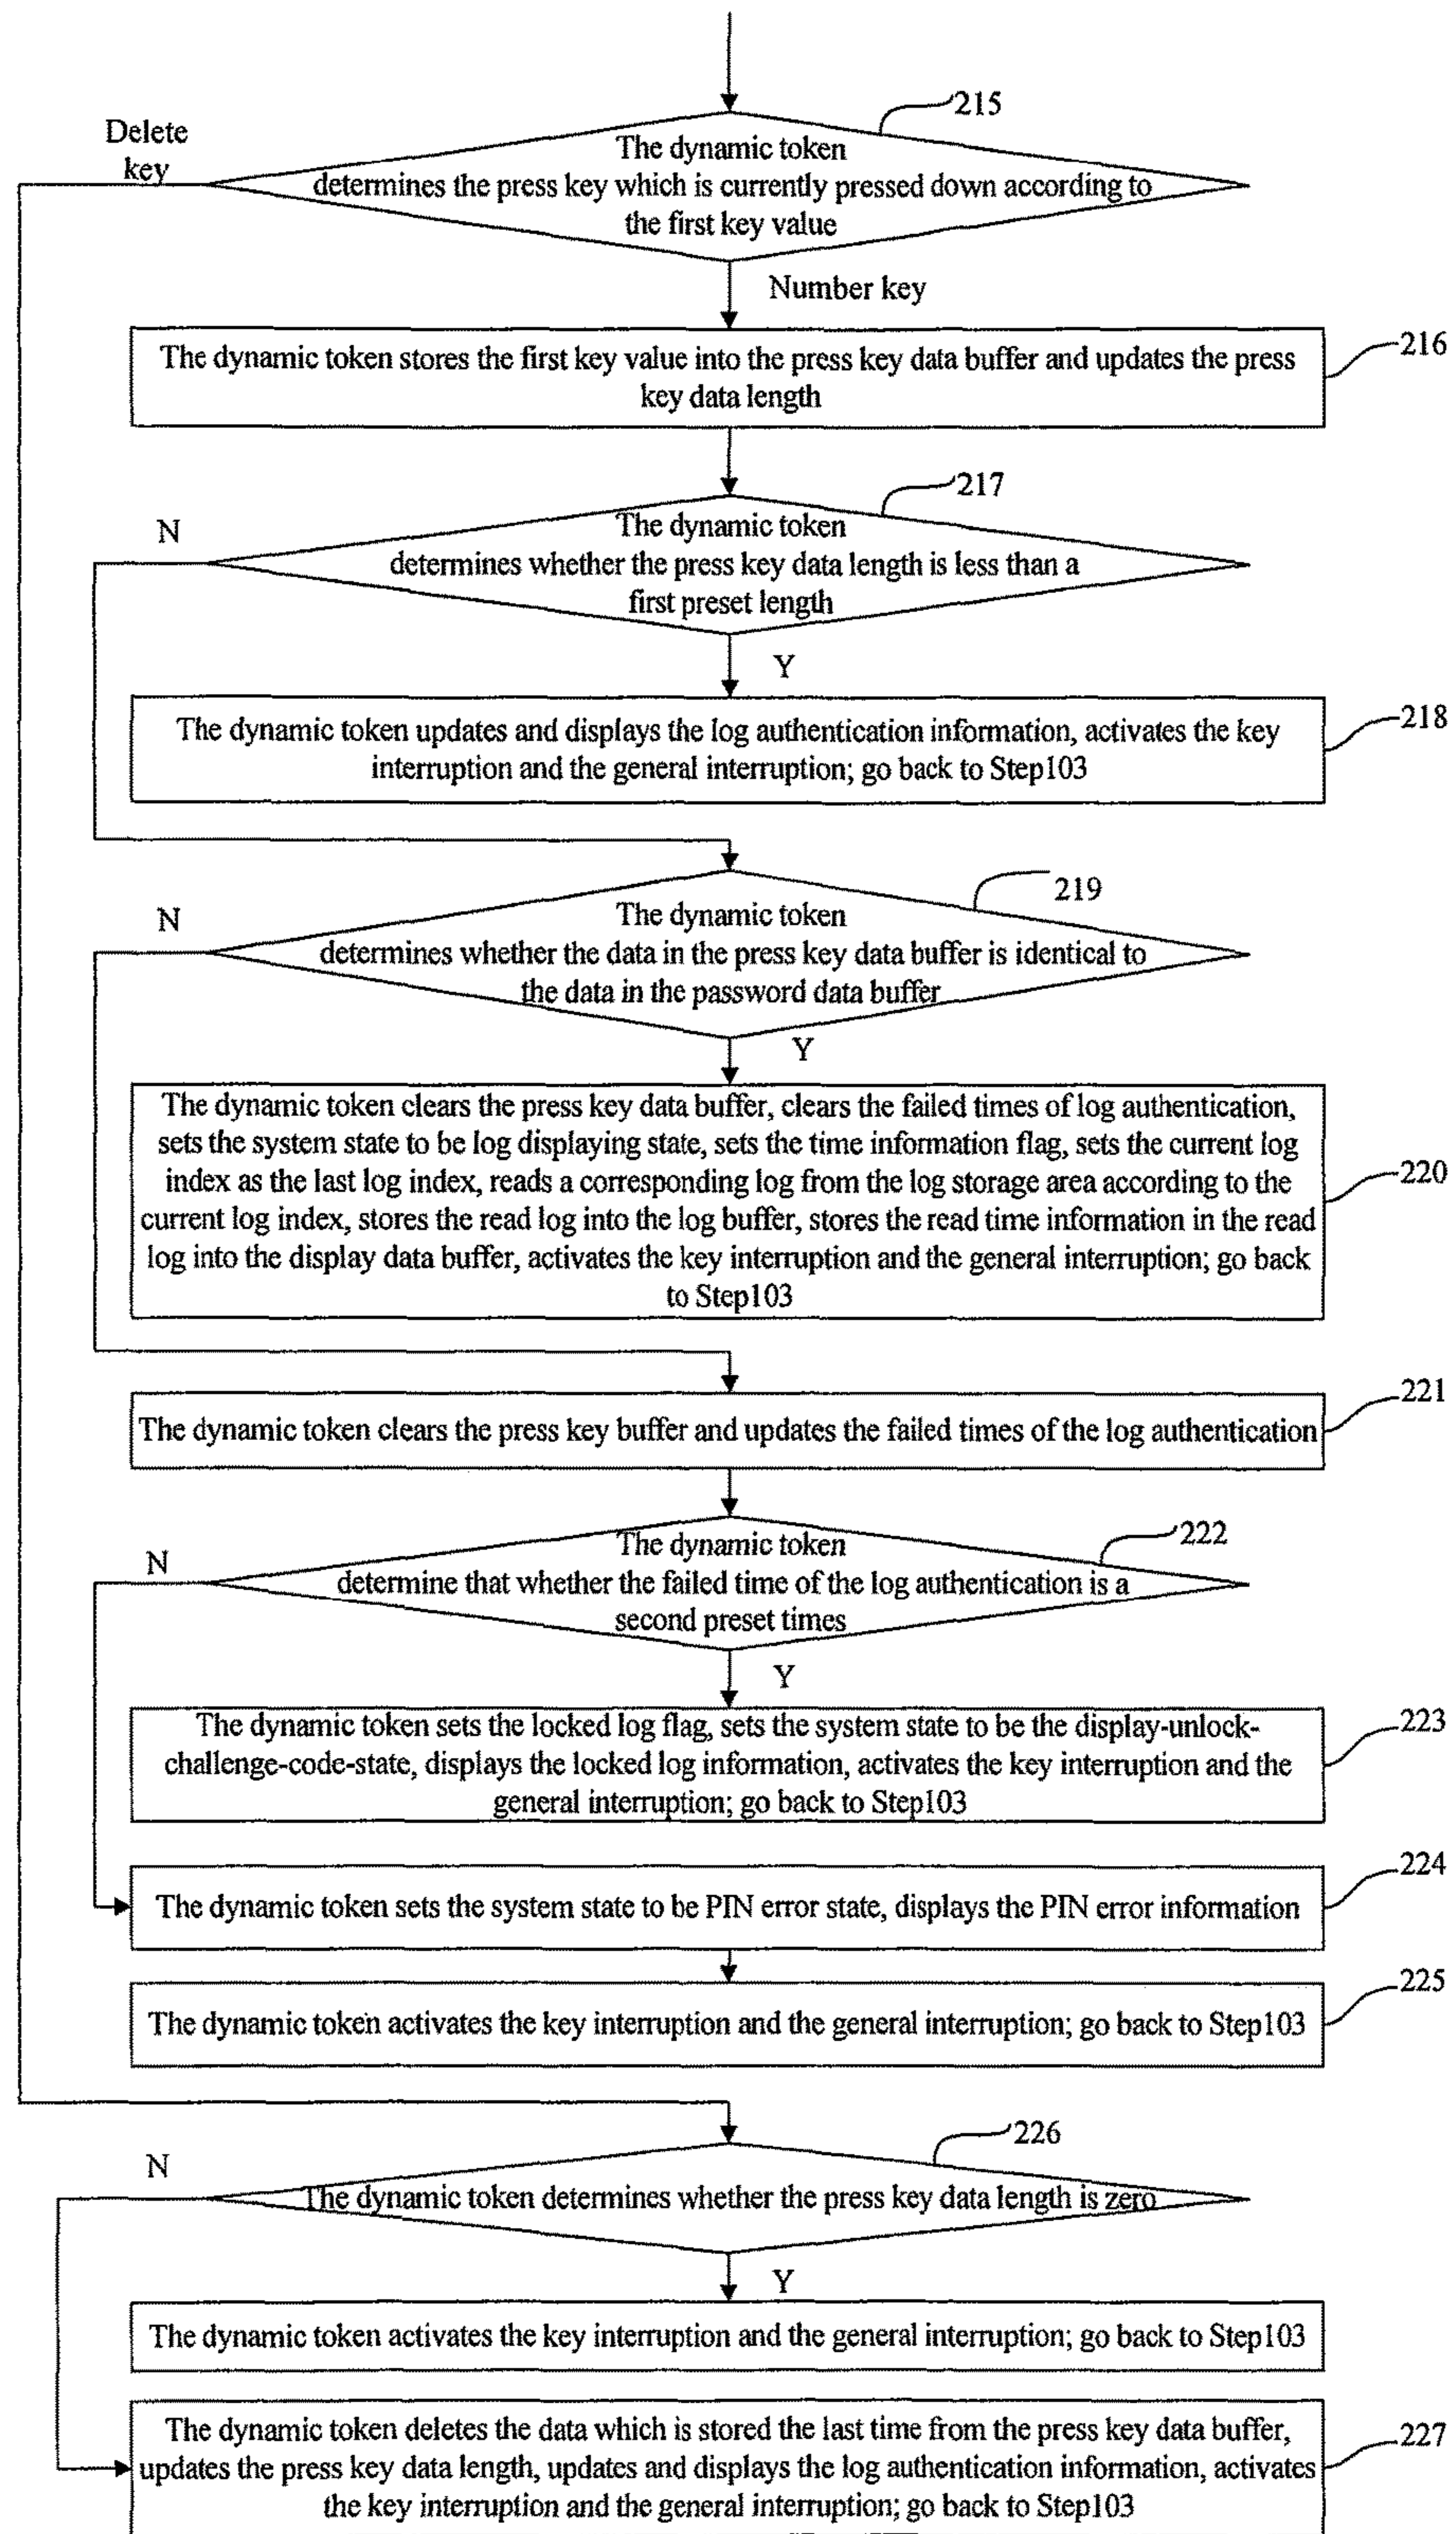 215
Delete
key
The dynamic token
determines the press key which is currently pressed down according to
the first key value
Number key
The dynamic token stores the first key value into the press key data buffer and updates the press
key data length
216
217
N
The dynamic token
determines whether the press key data length is less than a
first preset length
Y
The dynamic token updates and displays the log authentication information, activates the key
interruption and the general interruption; go back to Step103
218
219
N
The dynamic token
determines whether the data in the press key data buffer is identical to
the data in the password data buffer
Y
The dynamic token clears the press key data buffer, clears the failed times of log authentication,
sets the system state to be log displaying state, sets the time information flag, sets the current log
index as the last log index, reads a corresponding log from the log storage area according to the
current log index, stores the read log into the log buffer, stores the read time information in the read
log into the display data buffer, activates the key interruption and the general interruption; go back
to Step103
220
221
The dynamic token clears the press key buffer and updates the failed times of the log authentication
222
N
The dynamic token
determine that whether the failed time of the log authentication is a
second preset times
Y
The dynamic token sets the locked log flag, sets the system state to be the display-unlock-
challenge-code-state, displays the locked log information, activates the key interruption and the
general interruption; go back to Step103
223
224
The dynamic token sets the system state to be PIN error state, displays the PIN error information
225
The dynamic token activates the key interruption and the general interruption; go back to Step103
226
N
The dynamic token determines whether the press key data length is zero
Y
The dynamic token activates the key interruption and the general interruption; go back to Step103
The dynamic token deletes the data which is stored the last time from the press key data buffer,
updates the press key data length, updates and displays the log authentication information, activates
the key interruption and the general interruption; go back to Step103
227